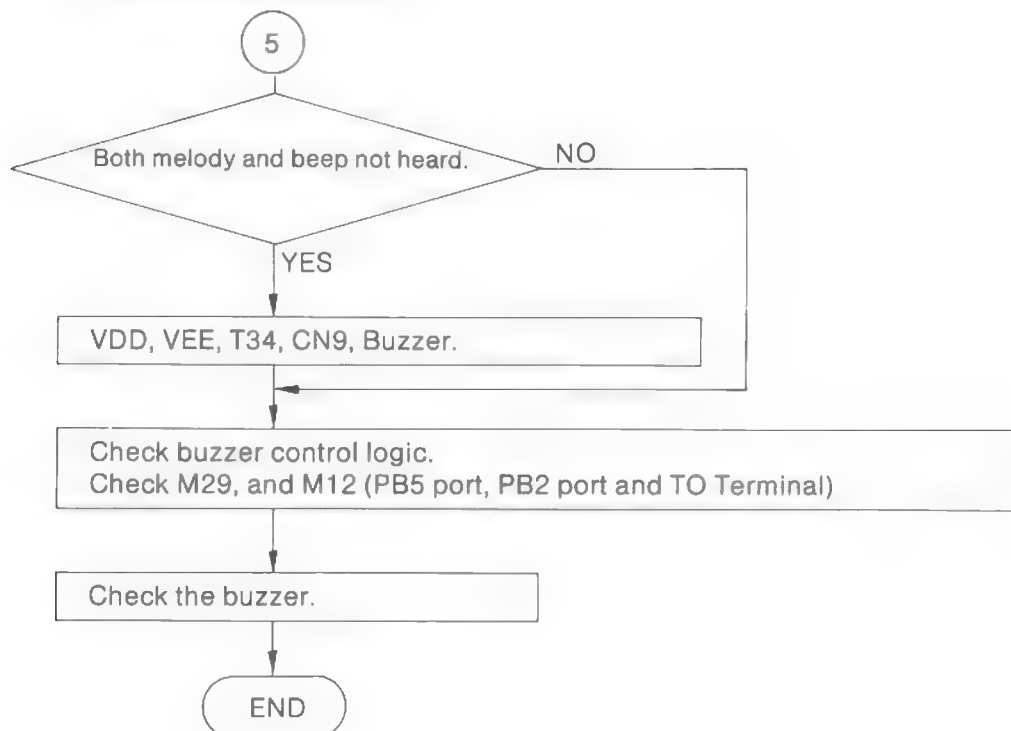 5
Both melody and beep not heard.
NO
YES
VDD, VEE, T34, CN9, Buzzer.
Check buzzer control logic.
Check M29, and M12 (PB5 port, PB2 port and TO Terminal)
Check the buzzer.
END